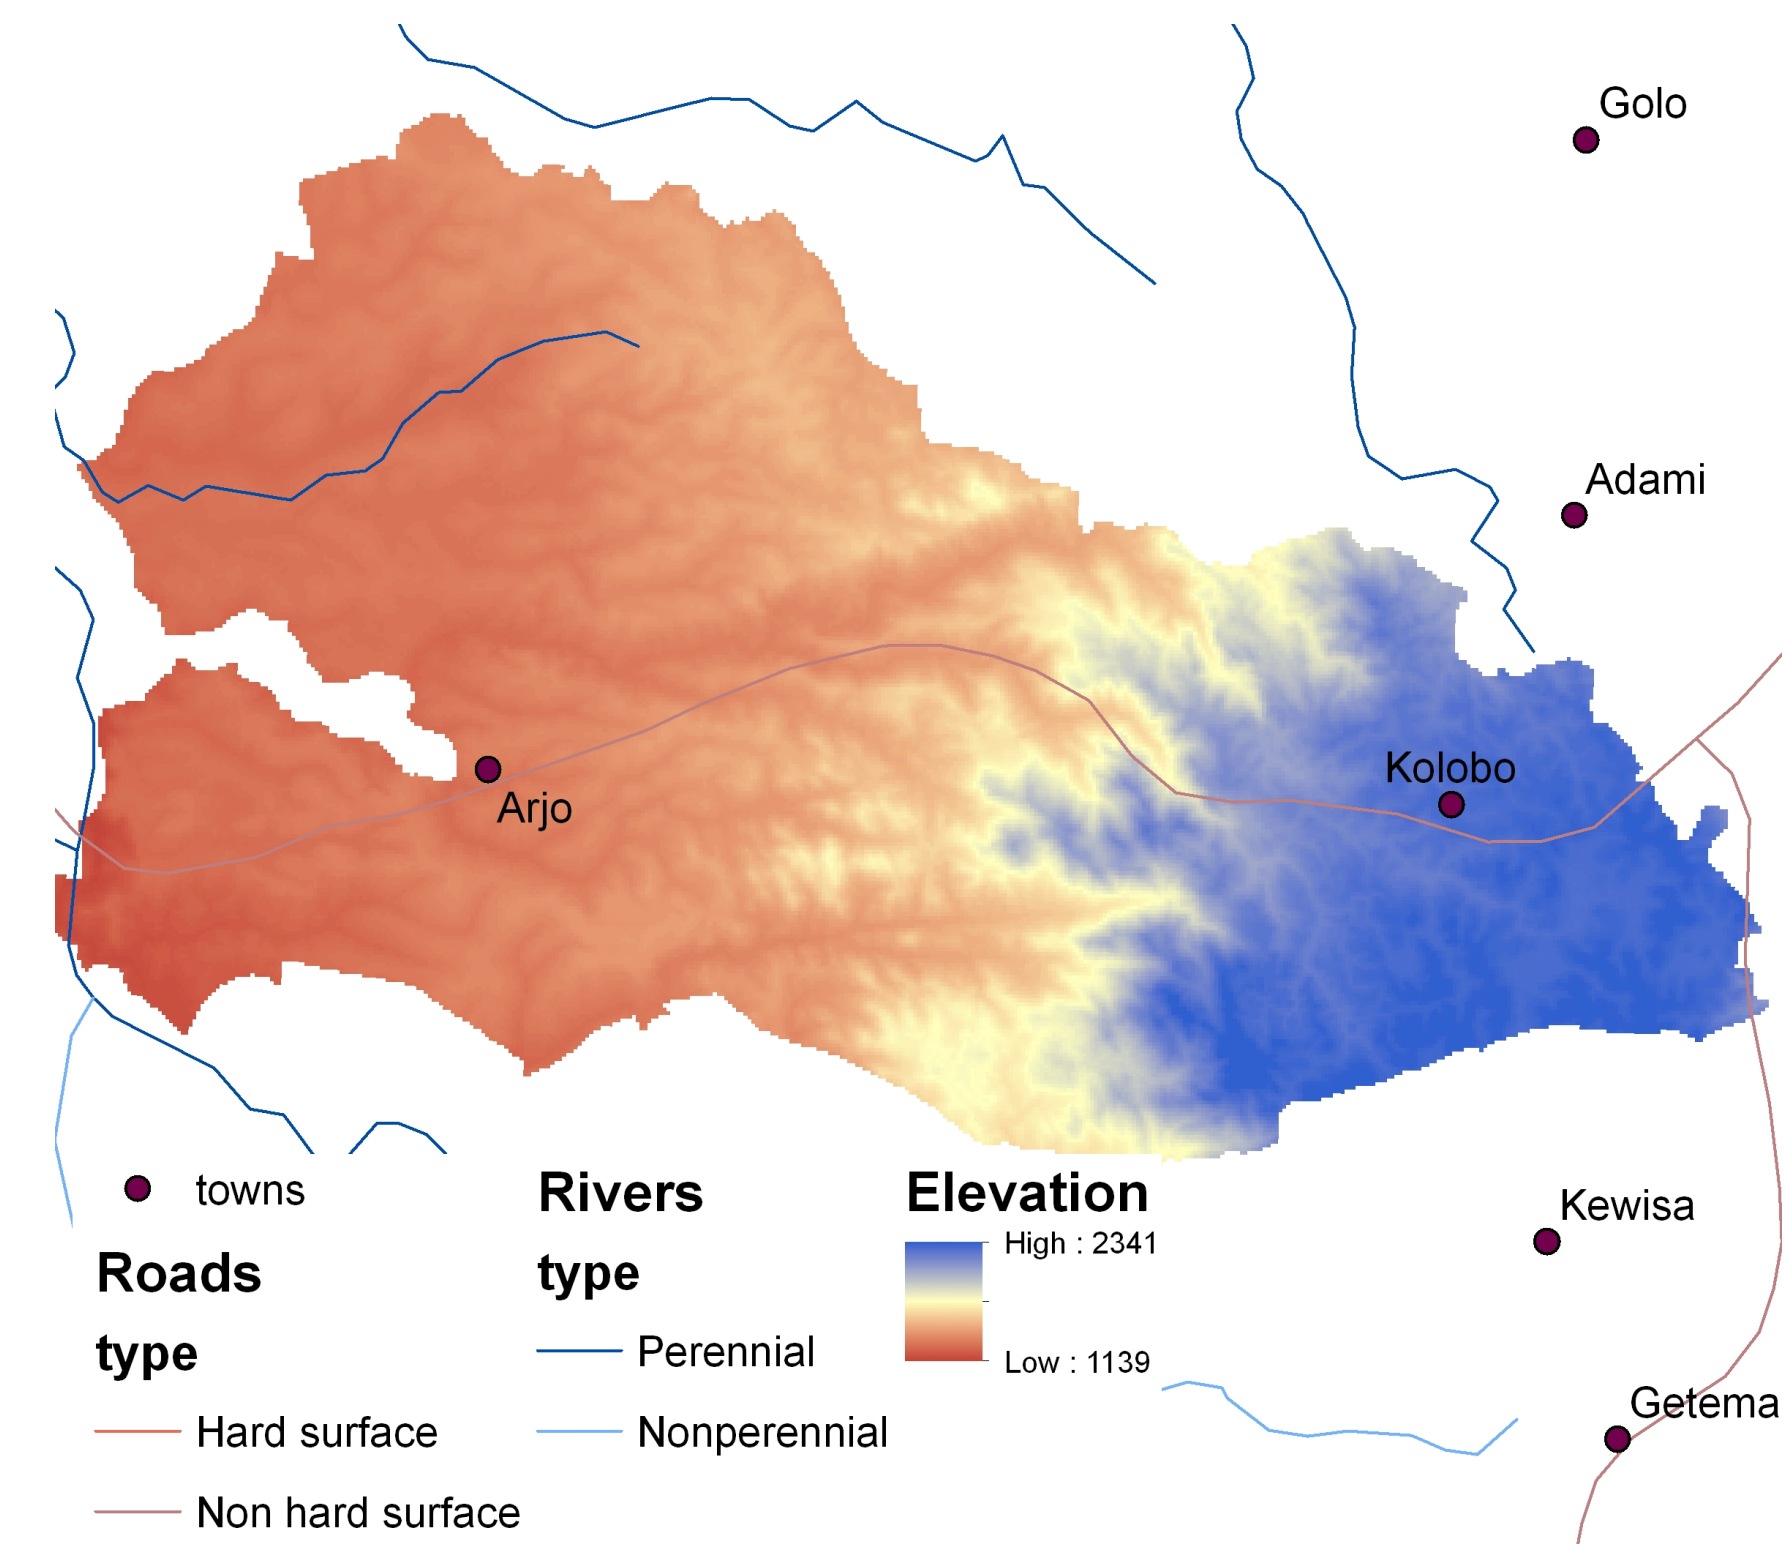 Golo
Adami
Kolobo
Arjo
Kewisa
Getema
towns
Roads
type
Hard surface
Non hard surface
Rivers
type
Perennial
Nonperennial
Elevation
High : 2341
Low : 1139